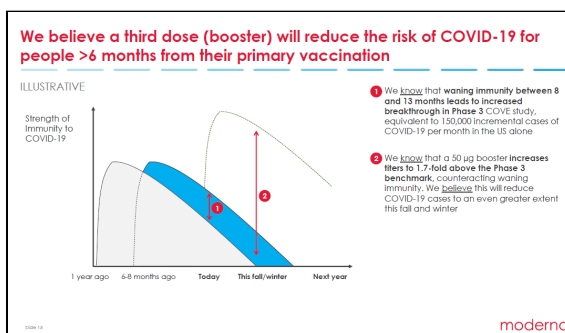 We believe a third dose (booster) will reduce the risk of COVID-19 for
people >6 months from their primary vaccination
ILLUSTRATIVE
Strength of
Immunity to
COVID-19
1
2
1 year ago 6-8 months ago Today This fall/winter Next year
1 We know that waning immunity between 8
and 13 months leads to increased
breakthrough in Phase 3 COVE study,
equivalent to 150,000 incremental cases of
COVID-19 per month in the US alone
2 We know that a 50 µg booster increases
titers to 1.7-fold above the Phase 3
benchmark, counteracting waning
immunity. We believe this will reduce
COVID-19 cases to an even greater extent
this fall and winter
moderna